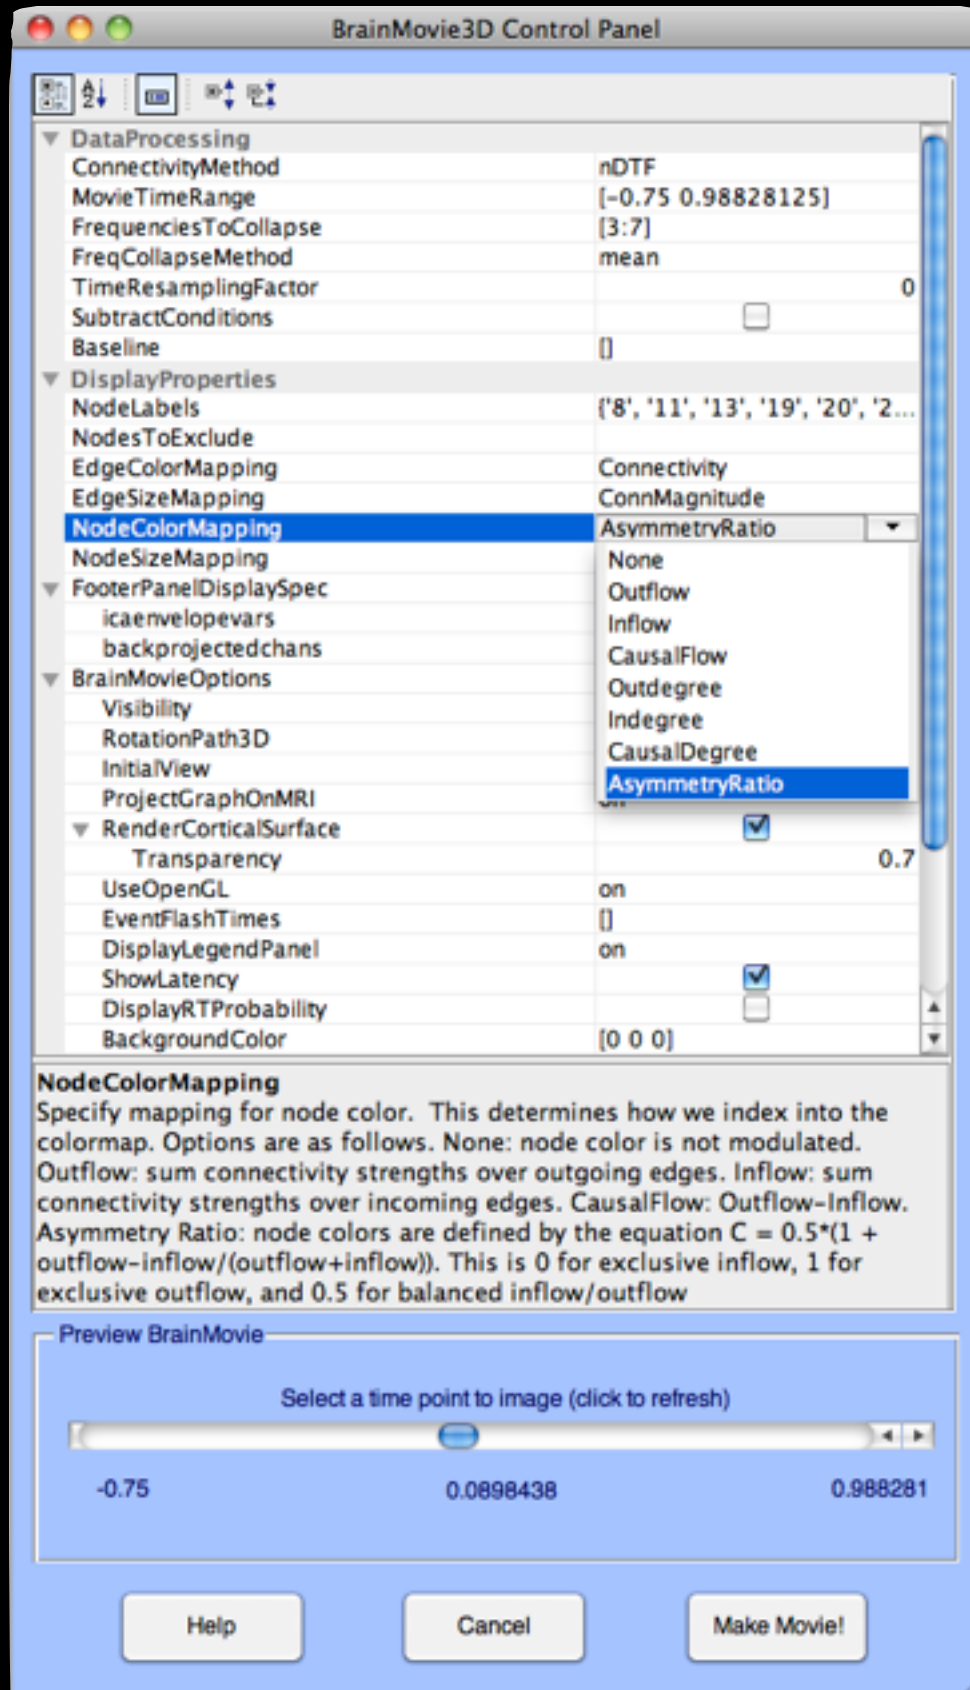 BrainMovie3D Control Panel
DataProcessing
ConnectivityMethod nDTF
MovieTimeRange [-0.75 0.98828125]
FrequenciesToCollapse [3:7]
FreqCollapseMethod mean
TimeResamplingFactor 0
SubtractConditions
Baseline []
DisplayProperties
NodeLabels {'8', '11', '13', '19', '20', '2...
NodesToExclude
EdgeColorMapping Connectivity
EdgeSizeMapping ConnMagnitude
NodeColorMapping AsymmetryRatio
NodeSizeMapping None
FooterPanelDisplaySpec Outflow
icaenvelopevars Inflow
backprojectedchans CausalFlow
BrainMovieOptions Outdegree
Visibility Indegree
RotationPath3D CausalDegree
InitialView AsymmetryRatio
ProjectGraphOnMRI on
RenderCorticalSurface
Transparency 0.7
UseOpenGL on
EventFlashTimes []
DisplayLegendPanel on
ShowLatency
DisplayRTProbability
BackgroundColor [0 0 0]
NodeColorMapping
Specify mapping for node color. This determines how we index into the
colormap. Options are as follows. None: node color is not modulated.
Outflow: sum connectivity strengths over outgoing edges. Inflow: sum
connectivity strengths over incoming edges. CausalFlow: Outflow-Inflow.
Asymmetry Ratio: node colors are defined by the equation C = 0.5*(1 +
outflow-inflow/(outflow+inflow)). This is 0 for exclusive inflow, 1 for
exclusive outflow, and 0.5 for balanced inflow/outflow
Preview BrainMovie
Select a time point to image (click to refresh)
-0.75 0.0898438 0.988281
Help Cancel Make Movie!